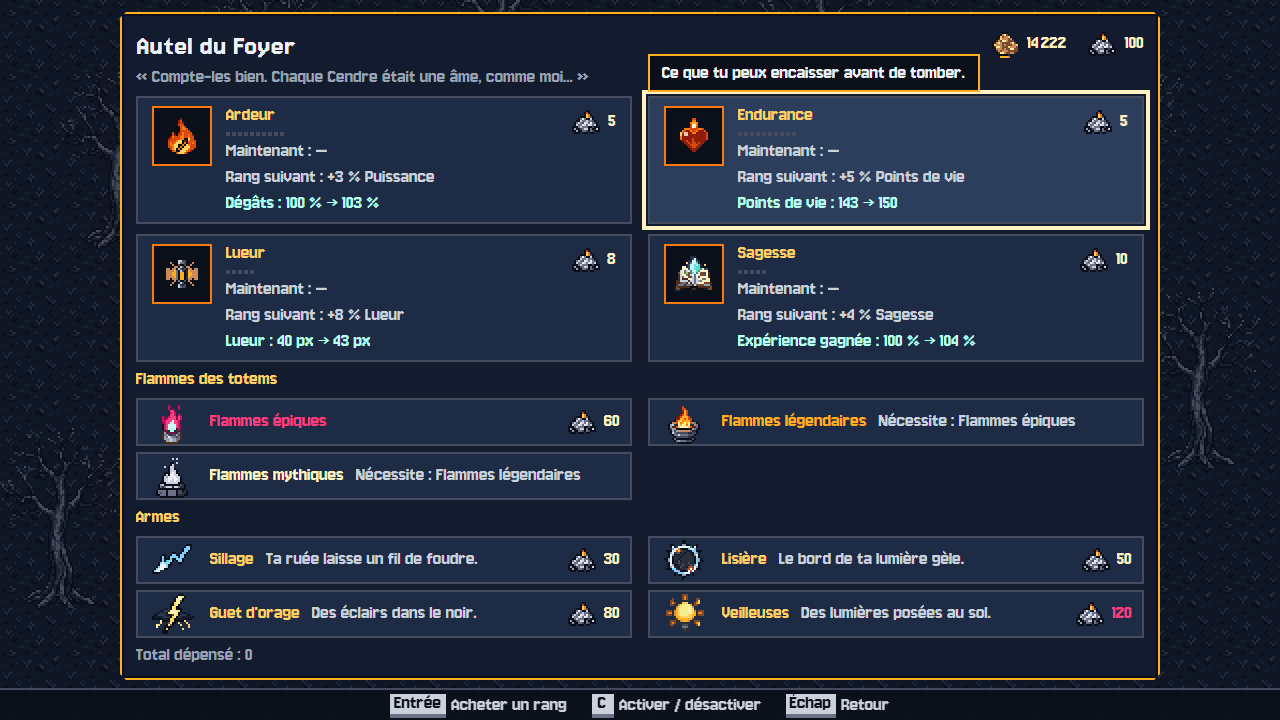 Autel du Foyer
14 222
100
« Compte-les bien. Chaque Cendre était une âme, comme moi... »
Ce que tu peux encaisser avant de tomber.
Ardeur
5
Maintenant : —
Rang suivant : +3 % Puissance
Dégâts : 100 % → 103 %
Endurance
5
Maintenant : —
Rang suivant : +5 % Points de vie
Points de vie : 143 → 150
Lueur
8
Maintenant : —
Rang suivant : +8 % Lueur
Lueur : 40 px → 43 px
Sagesse
10
Maintenant : —
Rang suivant : +4 % Sagesse
Expérience gagnée : 100 % → 104 %
Flammes des totems
Flammes épiques 60
Flammes légendaires Nécessite : Flammes épiques
Flammes mythiques Nécessite : Flammes légendaires
Armes
Sillage Ta ruée laisse un fil de foudre. 30
Lisière Le bord de ta lumière gèle. 50
Guet d'orage Des éclairs dans le noir. 80
Veilleuses Des lumières posées au sol. 120
Total dépensé : 0
Entrée Acheter un rang C Activer / désactiver Échap Retour